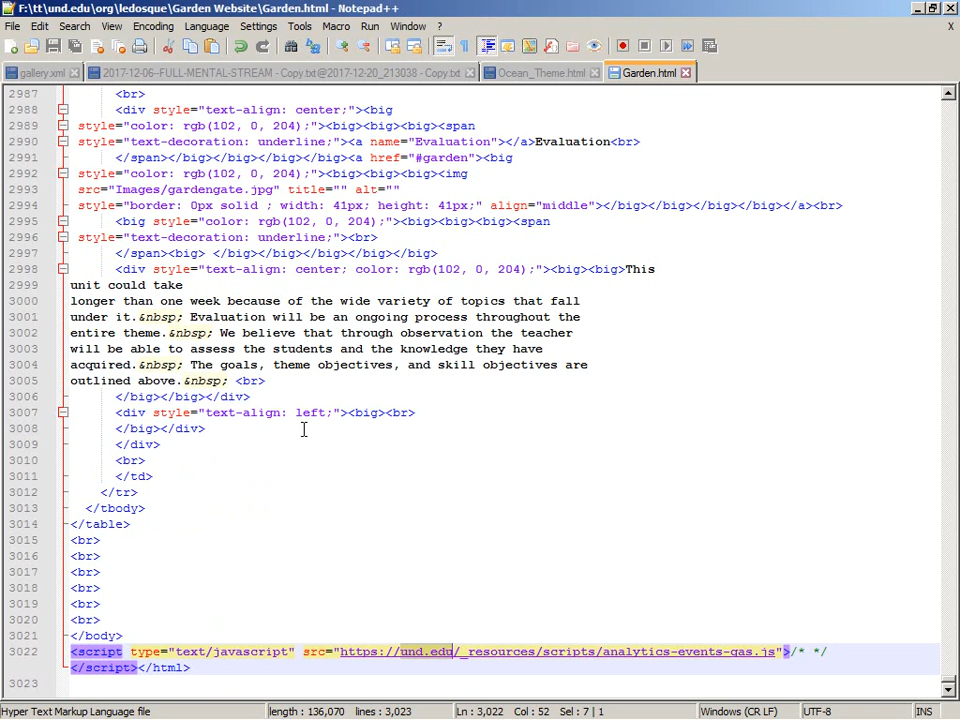 F:\tt\und.edu\org\ledosque\Garden Website\Garden.html - Notepad++
File Edit Search View Encoding Language Settings Tools Macro Run Window ? X
gallery.xml 2017-12-06--FULL-MENTAL-STREAM - Copy.txt@2017-12-20_213038 - Copy.txt Ocean_Theme.html Garden.html
2987 <br>
2988 <div style="text-align: center;"><big
2989 style="color: rgb(102, 0, 204);"><big><big><big><span
2990 style="text-decoration: underline;"><a name="Evaluation"></a>Evaluation<br>
2991 </span></big></big></big></big><a href="#garden"><big
2992 style="color: rgb(102, 0, 204);"><big><big><big><img
2993 src="Images/gardengate.jpg" title="" alt=""
2994 style="border: 0px solid ; width: 41px; height: 41px;" align="middle"></big></big></big></big></a><br>
2995 <big style="color: rgb(102, 0, 204);"><big><big><big><span
2996 style="text-decoration: underline;"><br>
2997 </span><big> </big></big></big></big></big>
2998 <div style="text-align: center; color: rgb(102, 0, 204);"><big><big>This
2999 unit could take
3000 longer than one week because of the wide variety of topics that fall
3001 under it.&nbsp; Evaluation will be an ongoing process throughout the
3002 entire theme.&nbsp; We believe that through observation the teacher
3003 will be able to assess the students and the knowledge they have
3004 acquired.&nbsp; The goals, theme objectives, and skill objectives are
3005 outlined above.&nbsp; <br>
3006 </big></big></div>
3007 <div style="text-align: left;"><big><br>
3008 </big></div>
3009 </div>
3010 <br>
3011 </td>
3012 </tr>
3013 </tbody>
3014 </table>
3015 <br>
3016 <br>
3017 <br>
3018 <br>
3019 <br>
3020 <br>
3021 </body>
3022 <script type="text/javascript" src="https://und.edu/_resources/scripts/analytics-events-gas.js">/* */
</script></html>
3023
Hyper Text Markup Language file length : 136,070 lines : 3,023 Ln : 3,022 Col : 52 Sel : 7 | 1 Windows (CR LF) UTF-8 INS